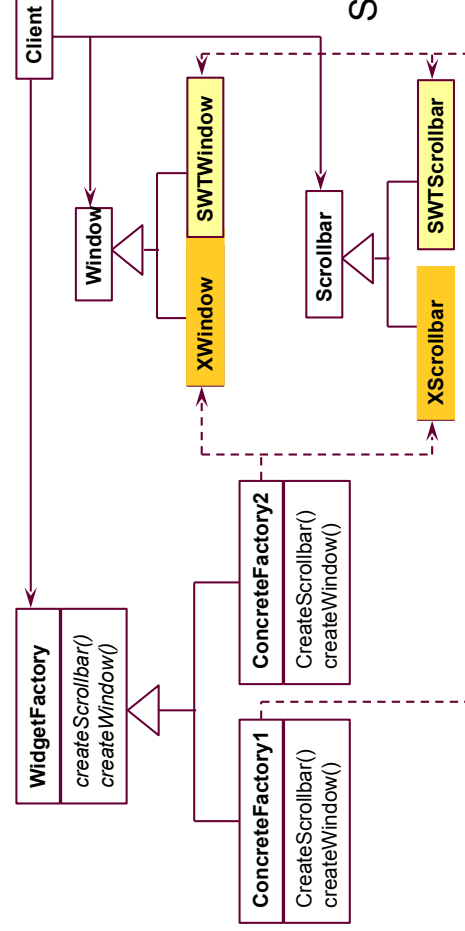 S
WidgetFactory
createScrollbar()
createWindow()
Client
Window
XWindow
SWTWindow
ConcreteFactory1
CreateScrollbar()
createWindow()
ConcreteFactory2
CreateScrollbar()
createWindow()
Scrollbar
XScrollbar
SWTScrollbar